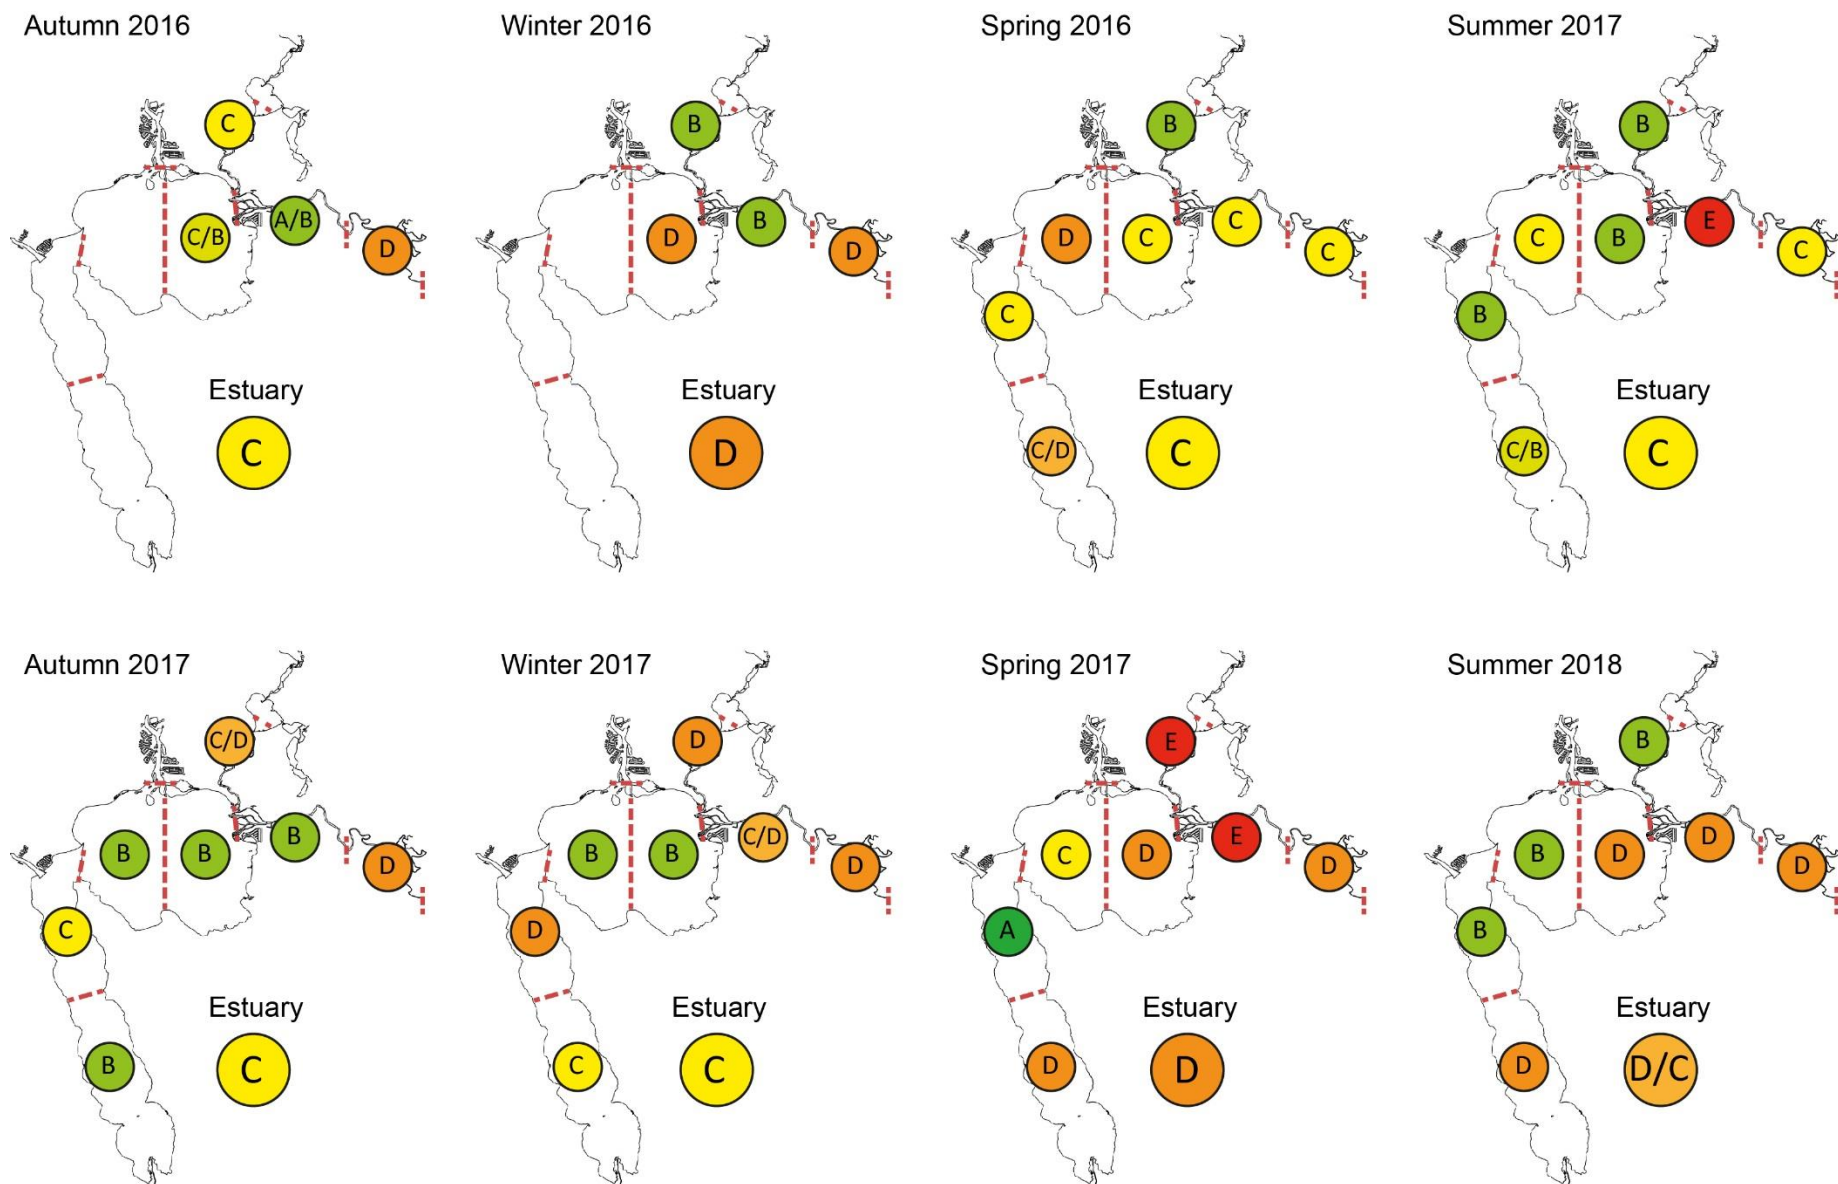 Autumn 2016
Winter 2016
Spring 2016
Summer 2017
C
C/B
A/B
D
Estuary
C
B
D
B
D
Estuary
D
B
D
C
C
C
C
C/D
Estuary
C
B
C
B
E
C
B
C/B
Estuary
C
Autumn 2017
Winter 2017
Spring 2017
Summer 2018
C/D
B
B
B
D
C
B
Estuary
C
D
B
B
C/D
D
D
C
Estuary
C
E
C
D
E
D
A
D
Estuary
D
B
B
D
D
D
B
D
Estuary
D/C